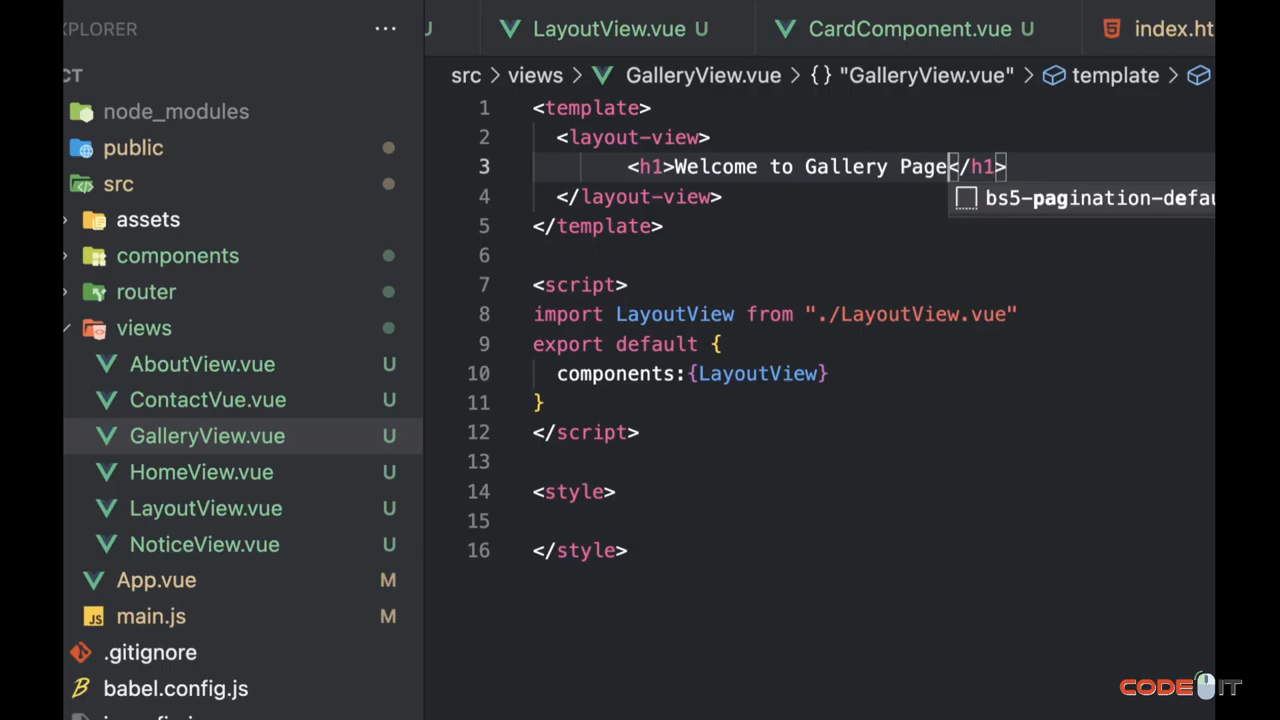 XPLORER
...
U
LayoutView.vue U
CardComponent.vue U
index.ht
CT
node_modules
public
src
assets
components
router
views
AboutView.vue U
ContactVue.vue U
GalleryView.vue U
HomeView.vue U
LayoutView.vue U
NoticeView.vue U
App.vue M
main.js M
.gitignore
babel.config.js
src > views > GalleryView.vue > {} "GalleryView.vue" > template >
1 <template>
2 <layout-view>
3 <h1>Welcome to Gallery Page</h1>
bs5-pagination-defau
4 </layout-view>
5 </template>
6
7 <script>
8 import LayoutView from "./LayoutView.vue"
9 export default {
10 components:{LayoutView}
11 }
12 </script>
13
14 <style>
15
16 </style>
CODE IT